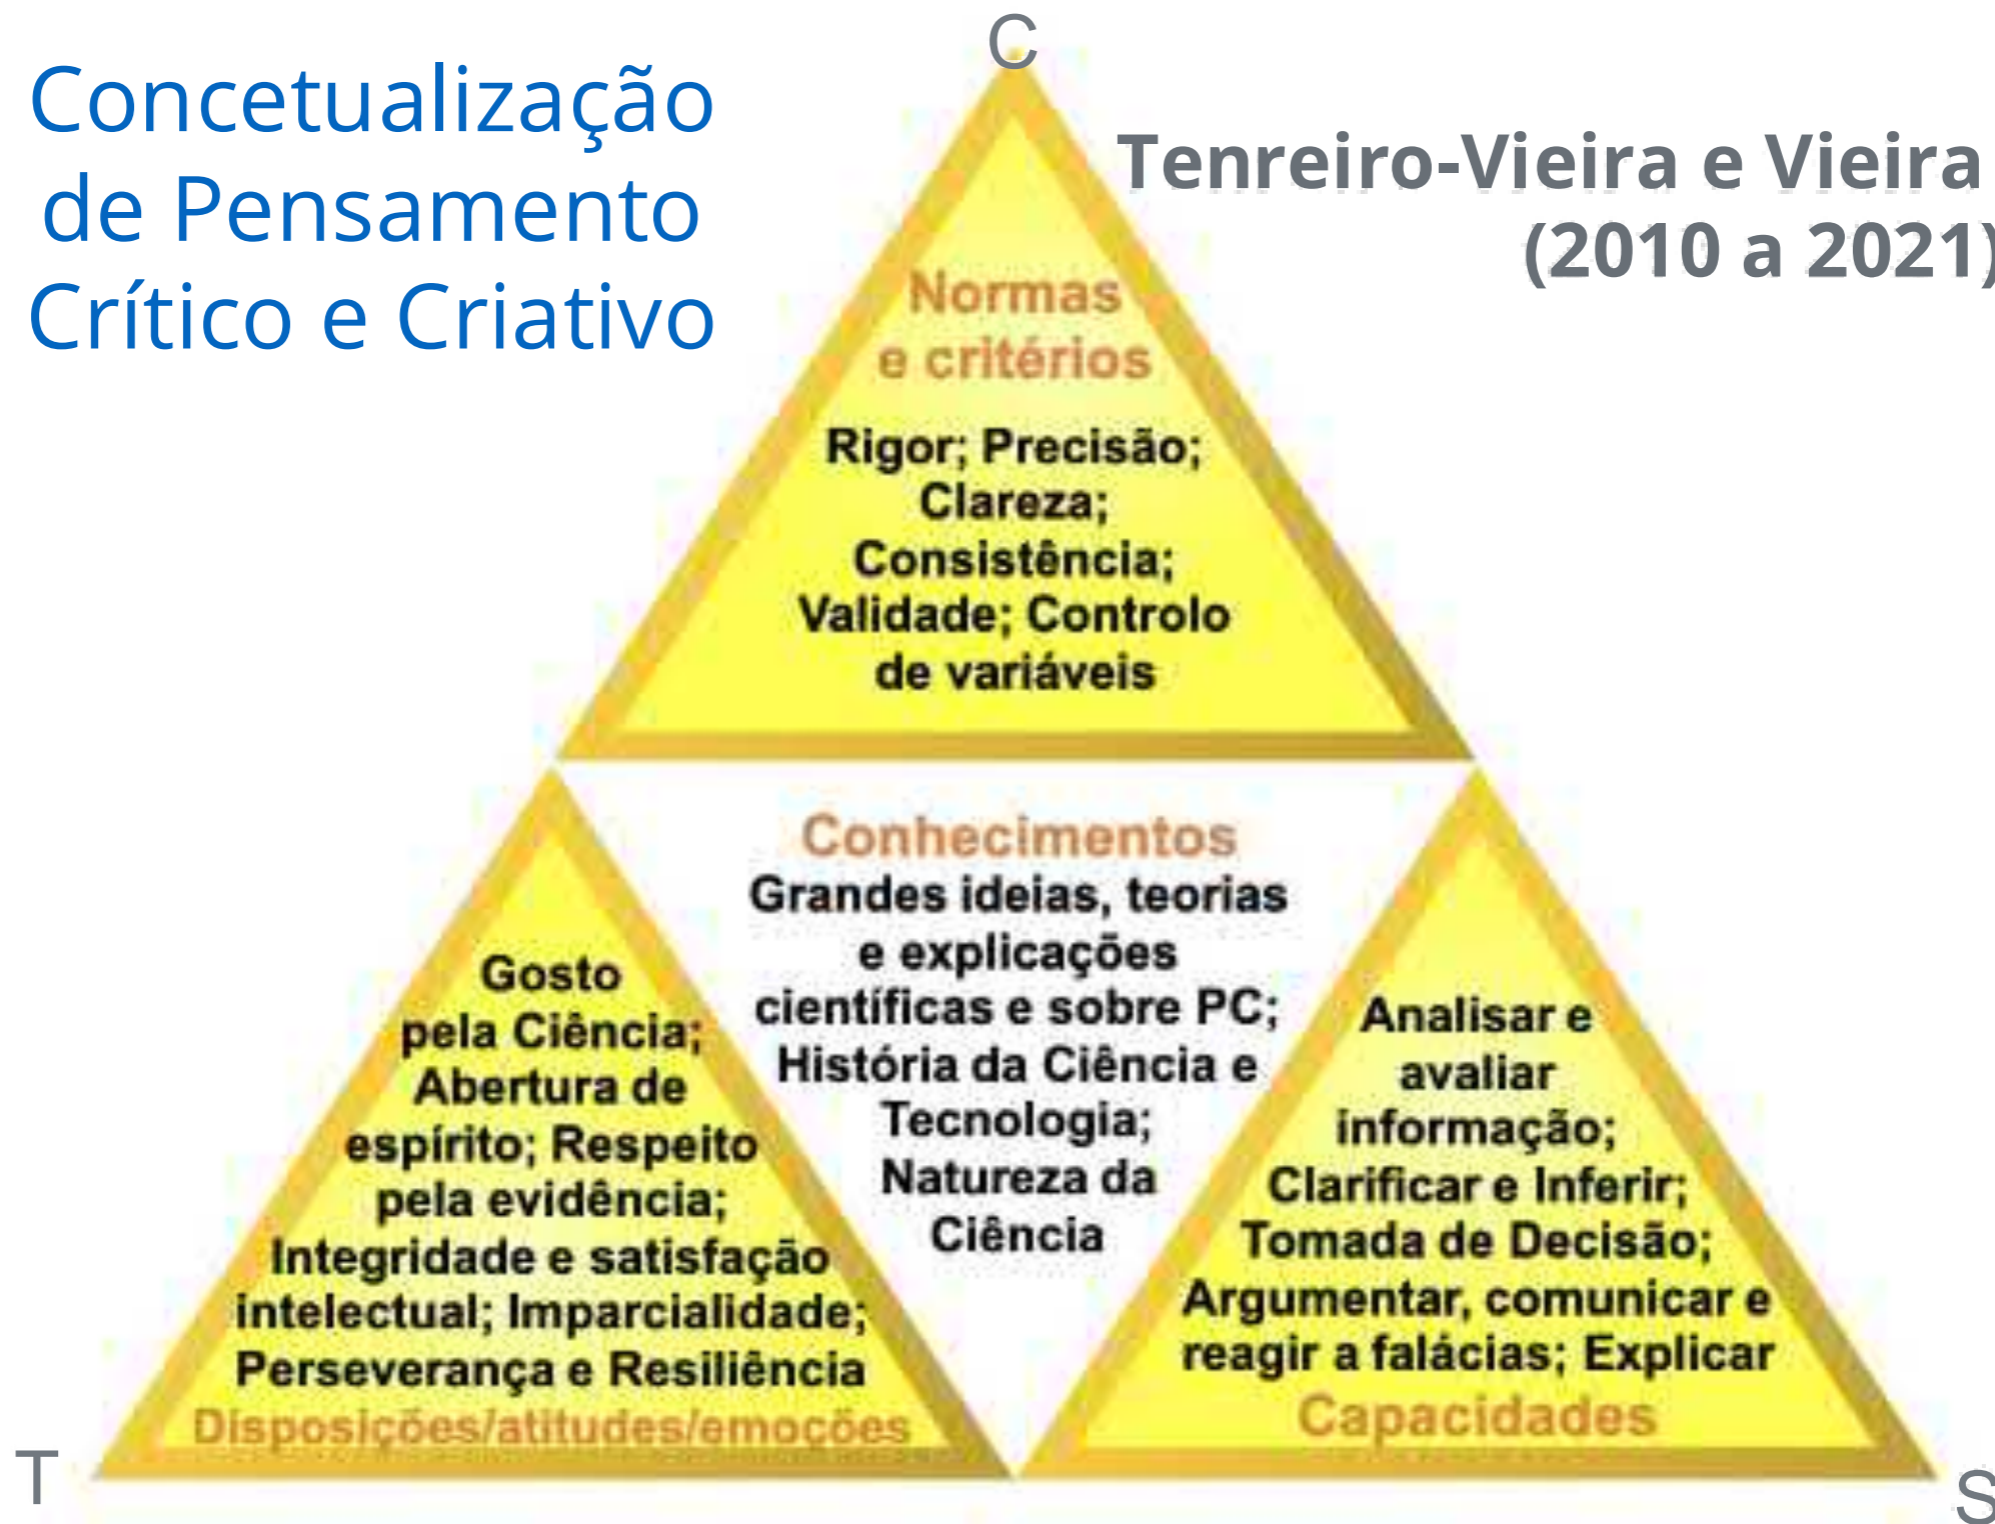 C
Concetualização
de Pensamento
Crítico e Criativo
Tenreiro-Vieira e Vieira
(2010 a 2021)
Normas
e critérios
Rigor; Precisão;
Clareza;
Consistência;
Validade; Controlo
de variáveis
Conhecimentos
Grandes ideias, teorias
e explicações
científicas e sobre PC;
História da Ciência e
Tecnologia;
Natureza da
Ciência
Gosto
pela Ciência;
Abertura de
espírito; Respeito
pela evidência;
Integridade e satisfação
intelectual; Imparcialidade;
Perseverança e Resiliência
Disposições/atitudes/emoções
Analisar e
avaliar
informação;
Clarificar e Inferir;
Tomada de Decisão;
Argumentar, comunicar e
reagir a falácias; Explicar
Capacidades
T
S